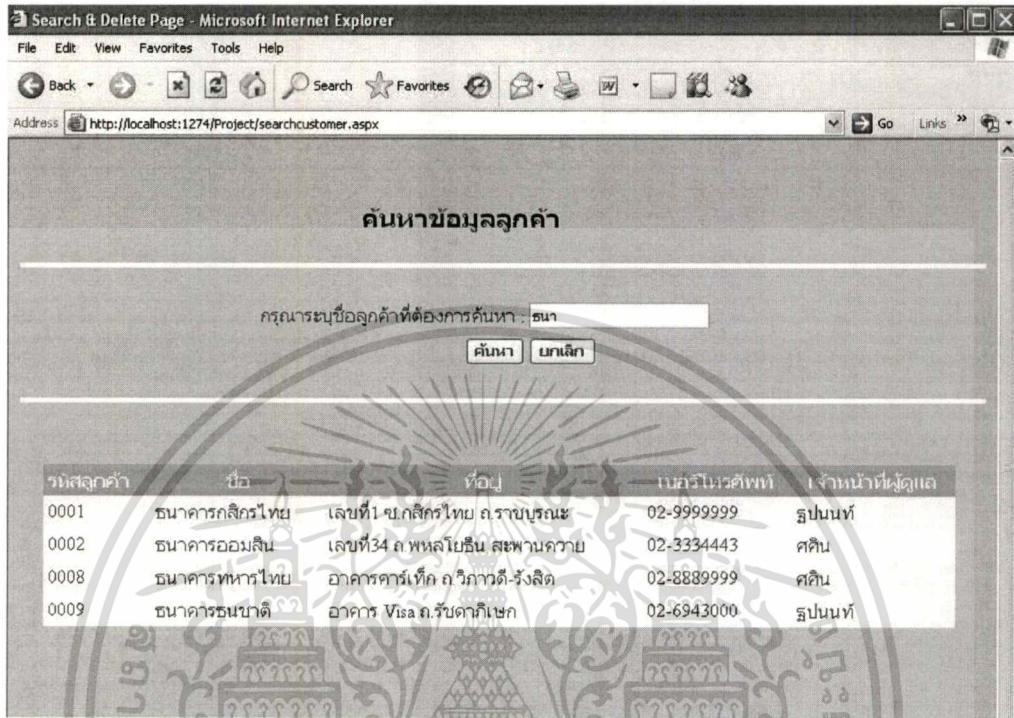 Search & Delete Page - Microsoft Internet Explorer
File Edit View Favorites Tools Help
Back Search Favorites
Address http://localhost:1274/Project/searchcustomer.aspx Go Links »
ค้นหาข้อมูลลูกค้า
กรุณาระบุชื่อลูกค้าที่ต้องการค้นหา : ธนา
ค้นหา ยกเลิก
รหัสลูกค้า ชื่อ ที่อยู่ เบอร์โทรศัพท์ เจ้าหน้าที่ผู้ดูแล
0001 ธนาคารกสิกรไทย เลขที่1 ซ.กสิกรไทย ถ.ราชบูรณะ 02-9999999 ฐปนนท์
0002 ธนาคารออมสิน เลขที่34 ถ.พหลโยธิน สะพานควาย 02-3334443 ศศิน
0008 ธนาคารทหารไทย อาคารคาร์เท็ก ถ.วิภาวดี-รังสิต 02-8889999 ศศิน
0009 ธนาคารธนชาติ อาคาร Visa ถ.รัชดาภิเษก 02-6943000 ฐปนนท์